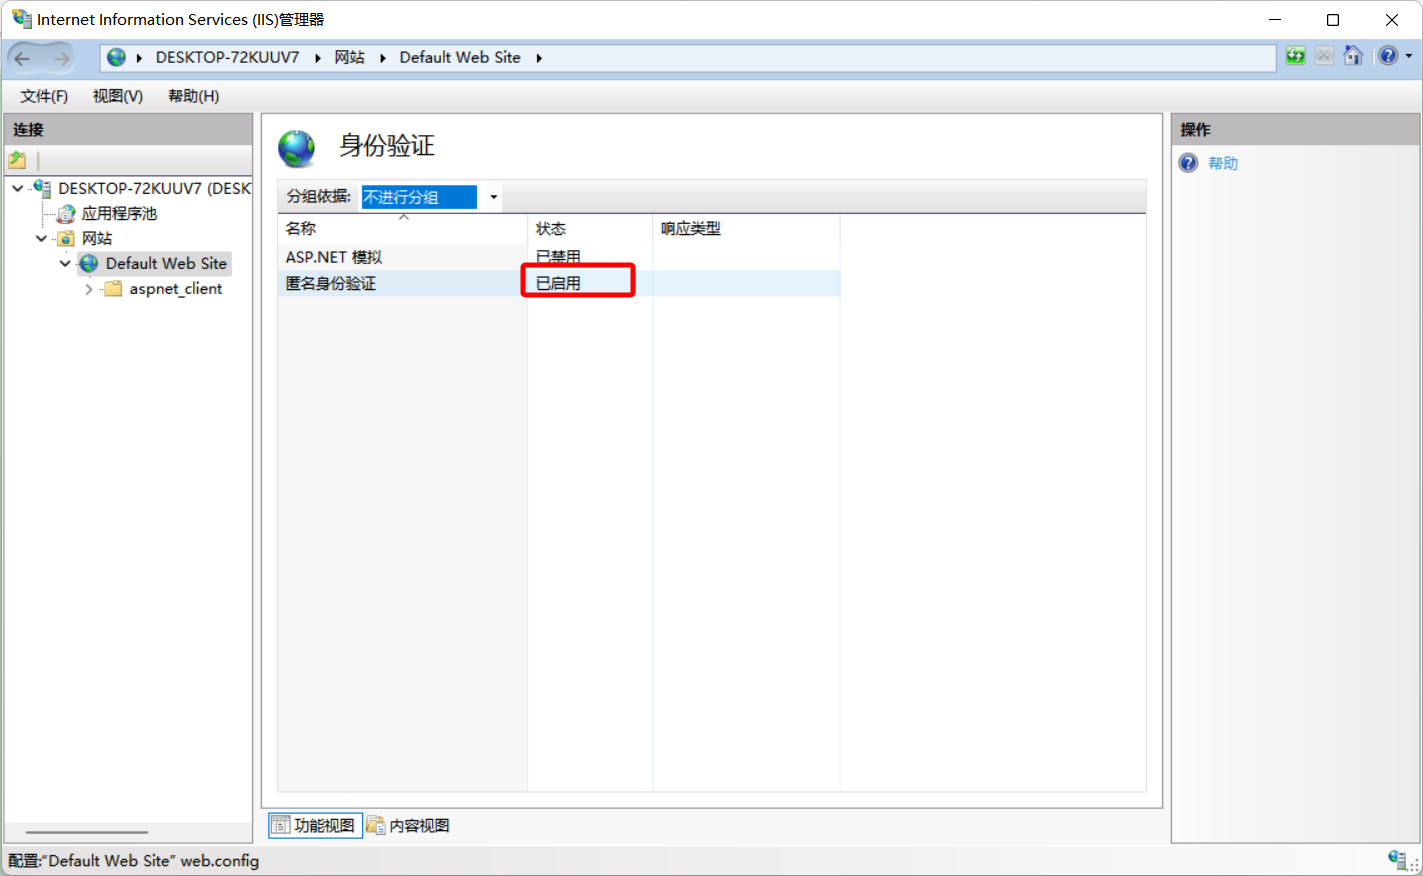 Internet Information Services (IIS)管理器
DESKTOP-72KUUV7 网站 Default Web Site
文件(F) 视图(V) 帮助(H)
连接
DESKTOP-72KUUV7 (DESK
应用程序池
网站
Default Web Site
aspnet_client
身份验证
分组依据: 不进行分组
名称 状态 响应类型
ASP.NET 模拟 已禁用
匿名身份验证 已启用
功能视图 内容视图
操作
帮助
配置:“Default Web Site” web.config